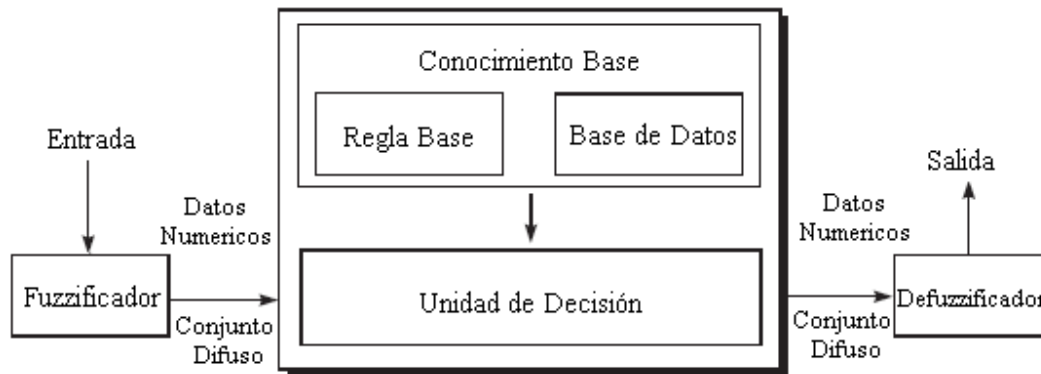 Conocimiento Base
Regla Base
Base de Datos
Entrada
Salida
Datos
Numericos
Datos
Numericos
Fuzzificador
Unidad de Decisión
Defuzzificador
Conjunto
Difuso
Conjunto
Difuso